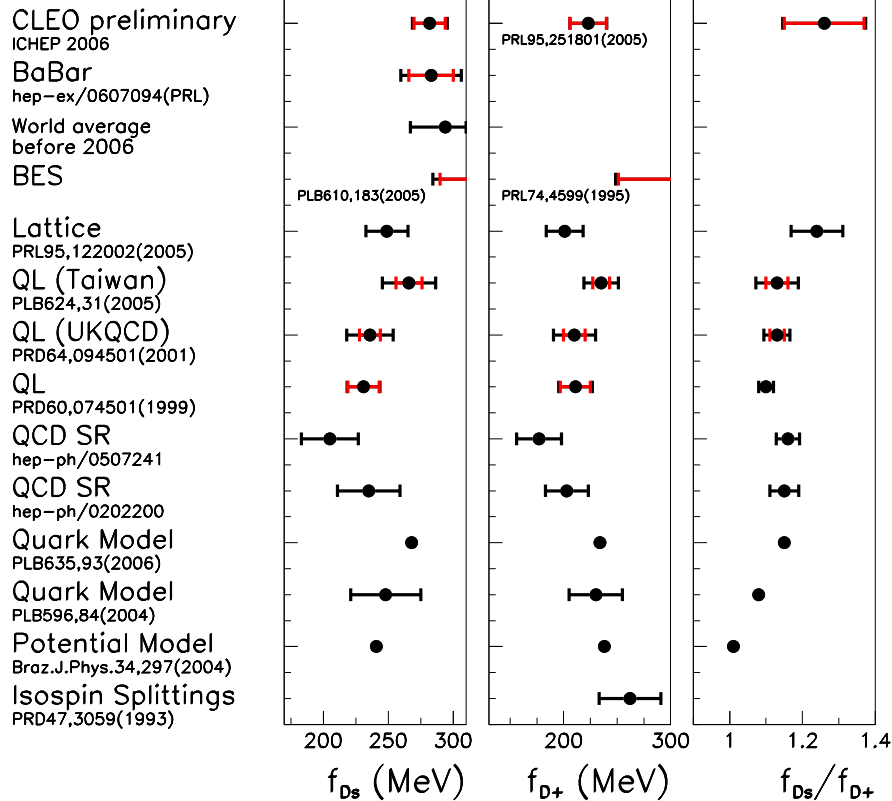 CLEO preliminary
ICHEP 2006
PRL95,251801(2005)
BaBar
hep-ex/0607094(PRL)
World average
before 2006
BES
PLB610,183(2005)
PRL74,4599(1995)
Lattice
PRL95,122002(2005)
QL (Taiwan)
PLB624,31(2005)
QL (UKQCD)
PRD64,094501(2001)
QL
PRD60,074501(1999)
QCD SR
hep-ph/0507241
QCD SR
hep-ph/0202200
Quark Model
PLB635,93(2006)
Quark Model
PLB596,84(2004)
Potential Model
Braz.J.Phys.34,297(2004)
Isospin Splittings
PRD47,3059(1993)
200 250 300 200 300 1 1.2 1.4
fDs (MeV) fD+ (MeV) fDs/fD+